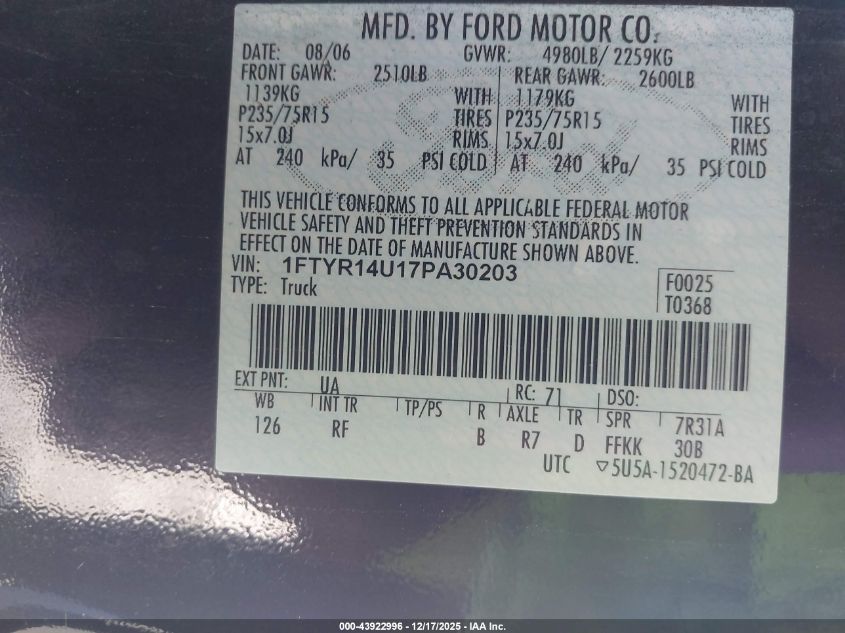 MFD. BY FORD MOTOR CO.
DATE: 08/06 GVWR: 4980LB/ 2259KG
FRONT GAWR: 2510LB REAR GAWR: 2600LB
1139KG WITH 1179KG WITH
P235/75R15 TIRES P235/75R15 TIRES
15x7.0J RIMS 15x7.0J RIMS
AT 240 kPa/ 35 PSI COLD AT 240 kPa/ 35 PSI COLD
THIS VEHICLE CONFORMS TO ALL APPLICABLE FEDERAL MOTOR
VEHICLE SAFETY AND THEFT PREVENTION STANDARDS IN
EFFECT ON THE DATE OF MANUFACTURE SHOWN ABOVE.
VIN: 1FTYR14U17PA30203 F0025
TYPE: Truck T0368
EXT PNT: UA RC: 71 DSO:
WB INT TR TP/PS R AXLE TR SPR 7R31A
126 RF B R7 D FFKK 30B
UTC ▽5U5A-1520472-BA
000-43922996 - 12/17/2025 - IAA Inc.